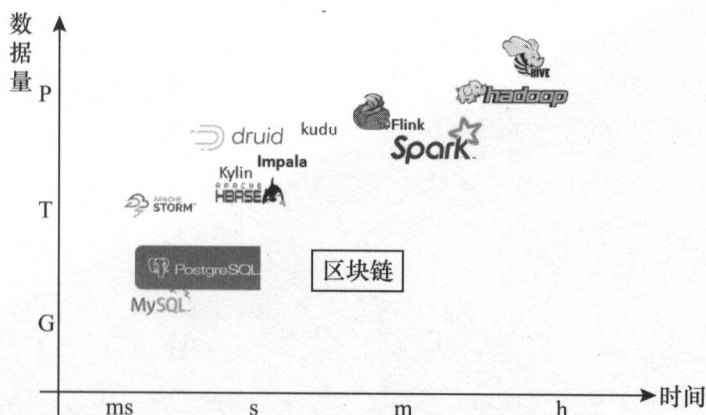 数据量
P
HIVE
hadoop
Flink
kudu
druid
Spark
Impala
Kylin
APACHE
HBASE
APACHE
STORM
T
PostgreSQL
区块链
MySQL
G
ms s m h
时间